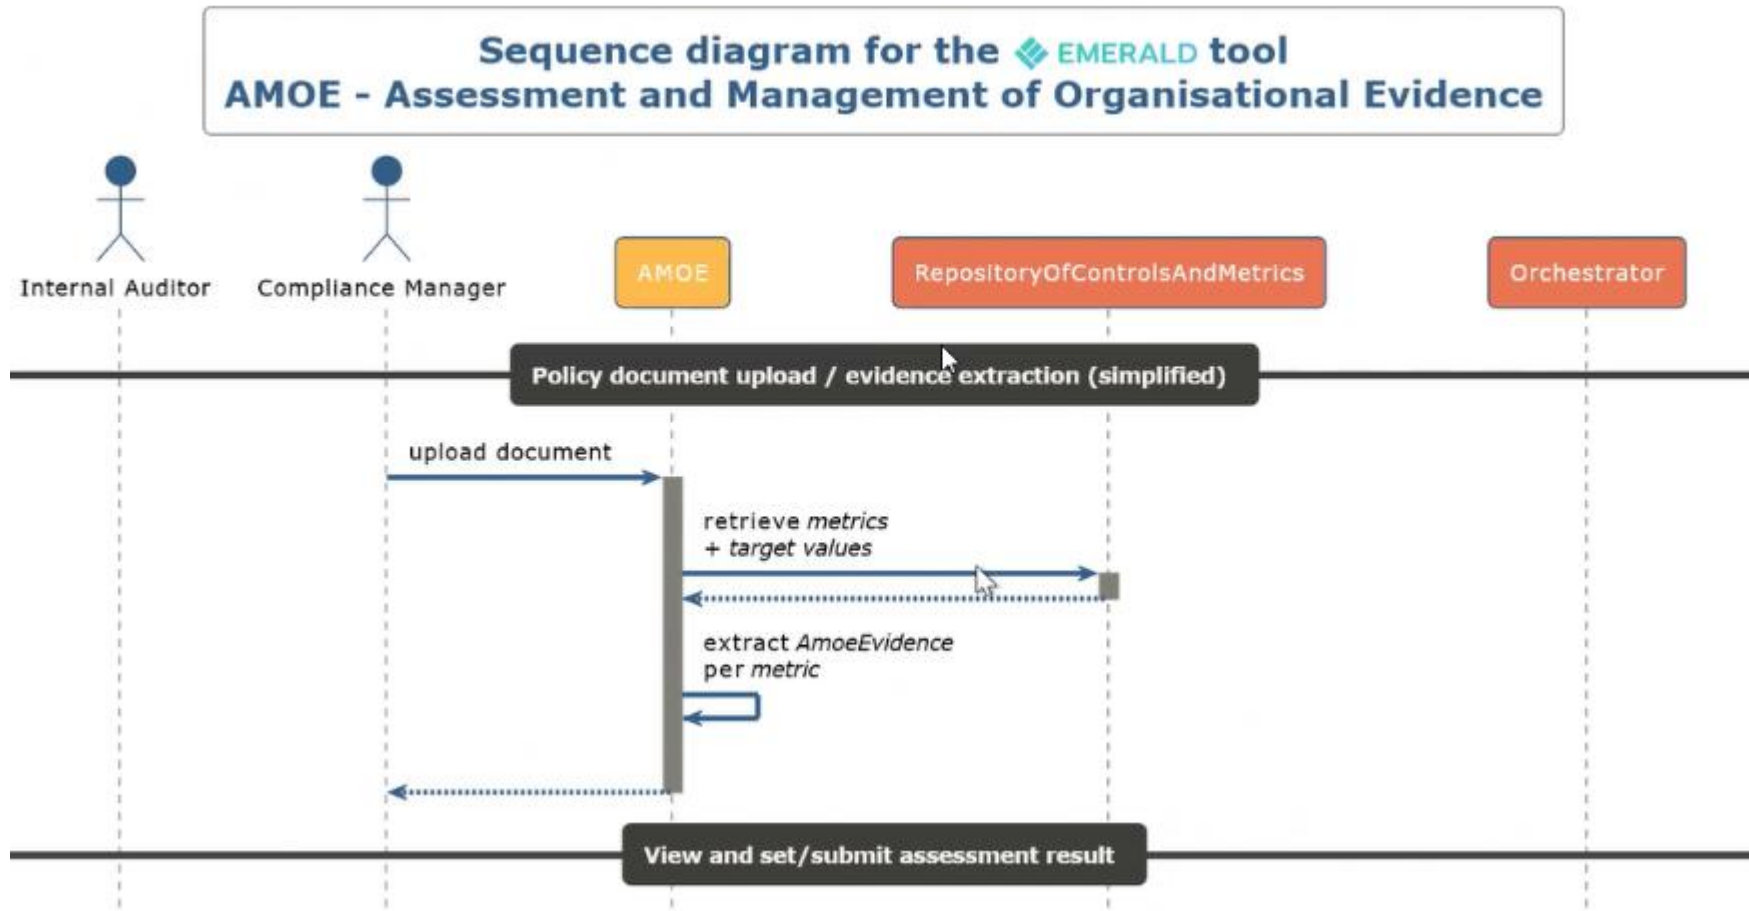 Sequence diagram for the EMERALD tool
AMOE - Assessment and Management of Organisational Evidence
Internal Auditor
Compliance Manager
AMOE
RepositoryOfControlsAndMetrics
Orchestrator
Policy document upload / evidence extraction (simplified)
upload document
retrieve metrics
+ target values
extract AmoeEvidence
per metric
View and set/submit assessment result